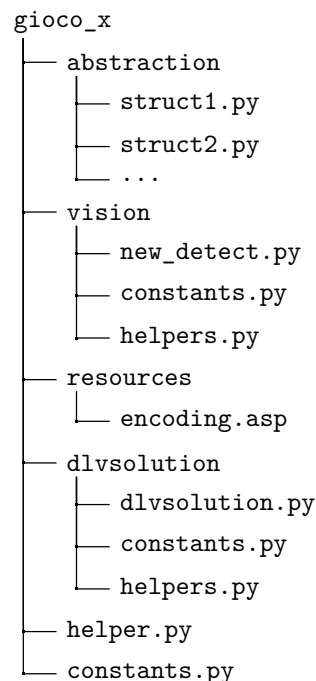 gioco_x
abstraction
struct1.py
struct2.py
...
vision
new_detect.py
constants.py
helpers.py
resources
encoding.asp
dlvsolution
dlvsolution.py
constants.py
helpers.py
helper.py
constants.py